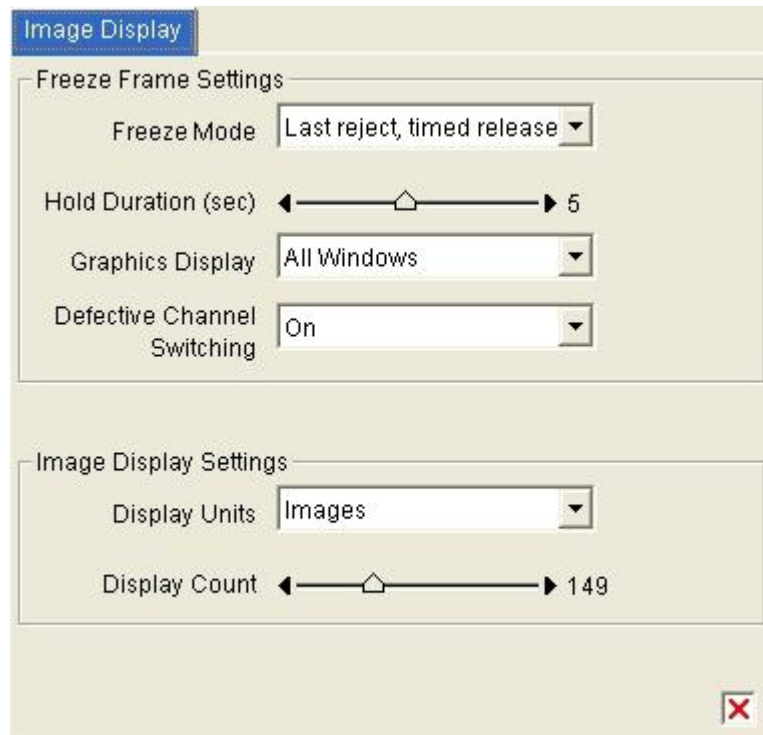 Image Display
Freeze Frame Settings
Freeze Mode Last reject, timed release
Hold Duration (sec) 5
Graphics Display All Windows
Defective Channel
Switching On
Image Display Settings
Display Units Images
Display Count 149